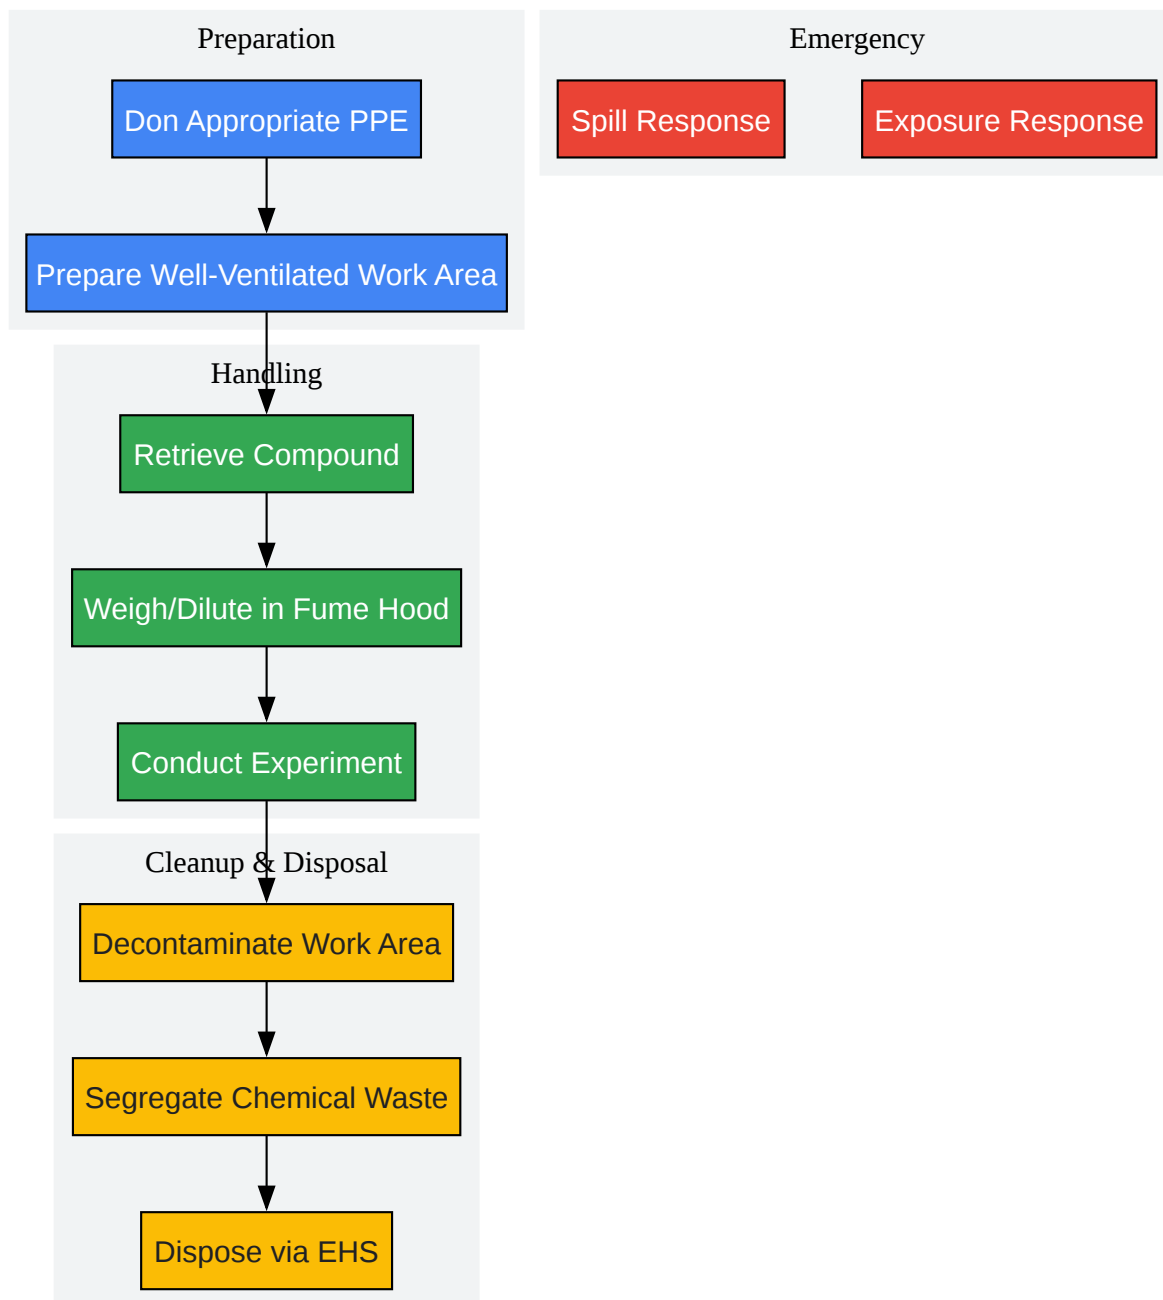 Preparation
Don Appropriate PPE
Prepare Well-Ventilated Work Area
Handling
Retrieve Compound
Weigh/Dilute in Fume Hood
Conduct Experiment
Cleanup & Disposal
Decontaminate Work Area
Segregate Chemical Waste
Dispose via EHS
Emergency
Spill Response
Exposure Response